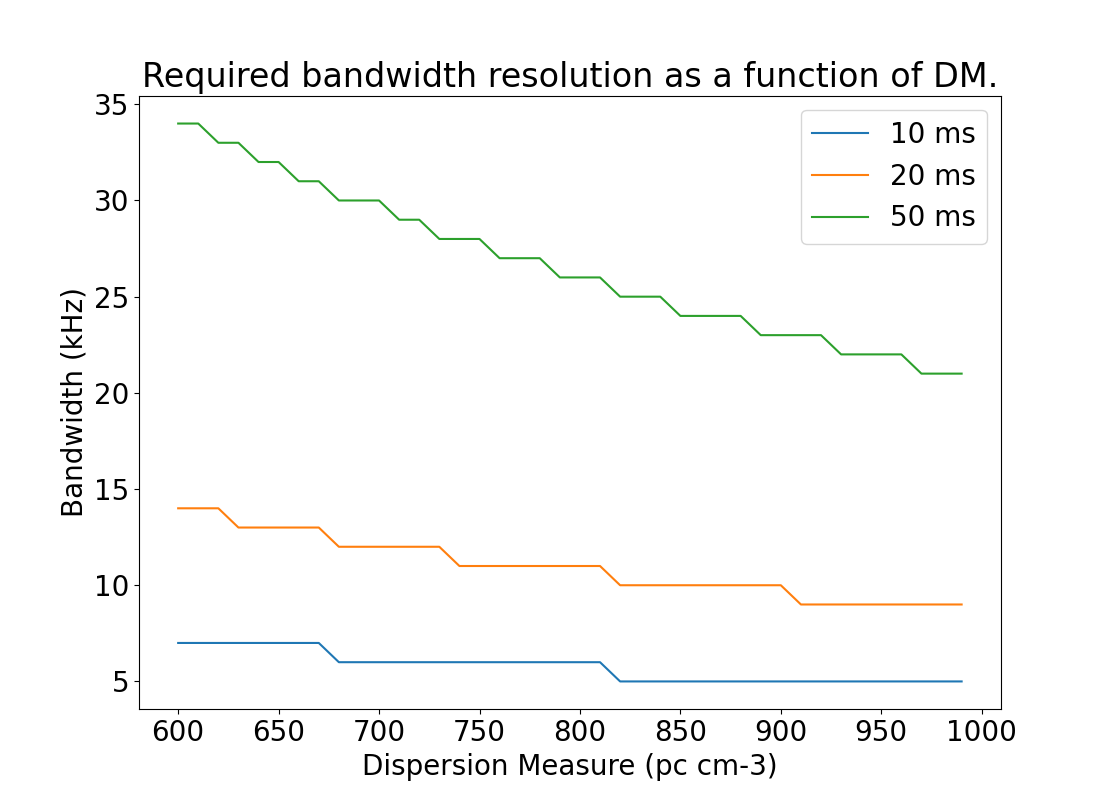 Required bandwidth resolution as a function of DM.
35
30
25
20
15
10
5
Bandwidth (kHz)
10 ms
20 ms
50 ms
600 650 700 750 800 850 900 950 1000
Dispersion Measure (pc cm-3)